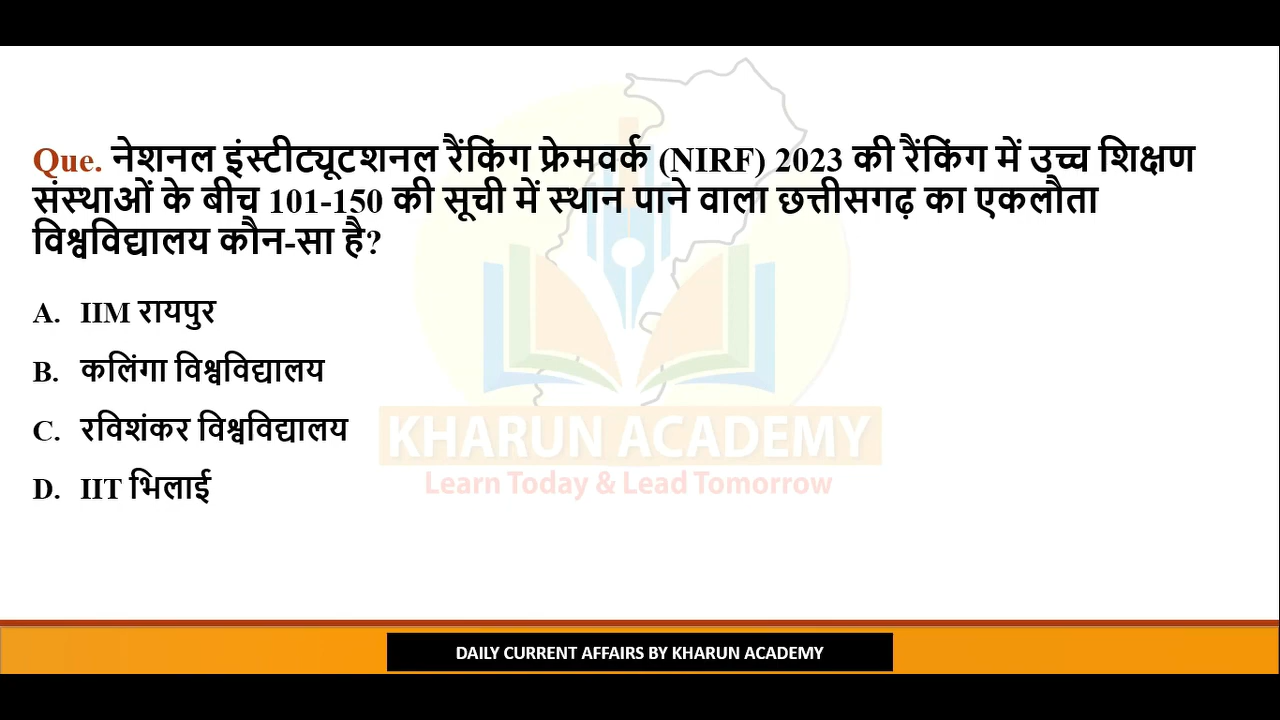 Que. नेशनल इंस्टीट्यूटशनल रैंकिंग फ्रेमवर्क (NIRF) 2023 की रैंकिंग में उच्च शिक्षण
संस्थाओं के बीच 101-150 की सूची में स्थान पाने वाला छत्तीसगढ़ का एकलौता
विश्वविद्यालय कौन-सा है?
A. IIM रायपुर
B. कलिंगा विश्वविद्यालय
C. रविशंकर विश्वविद्यालय
D. IIT भिलाई
KHARUN ACADEMY
Learn Today & Lead Tomorrow
DAILY CURRENT AFFAIRS BY KHARUN ACADEMY